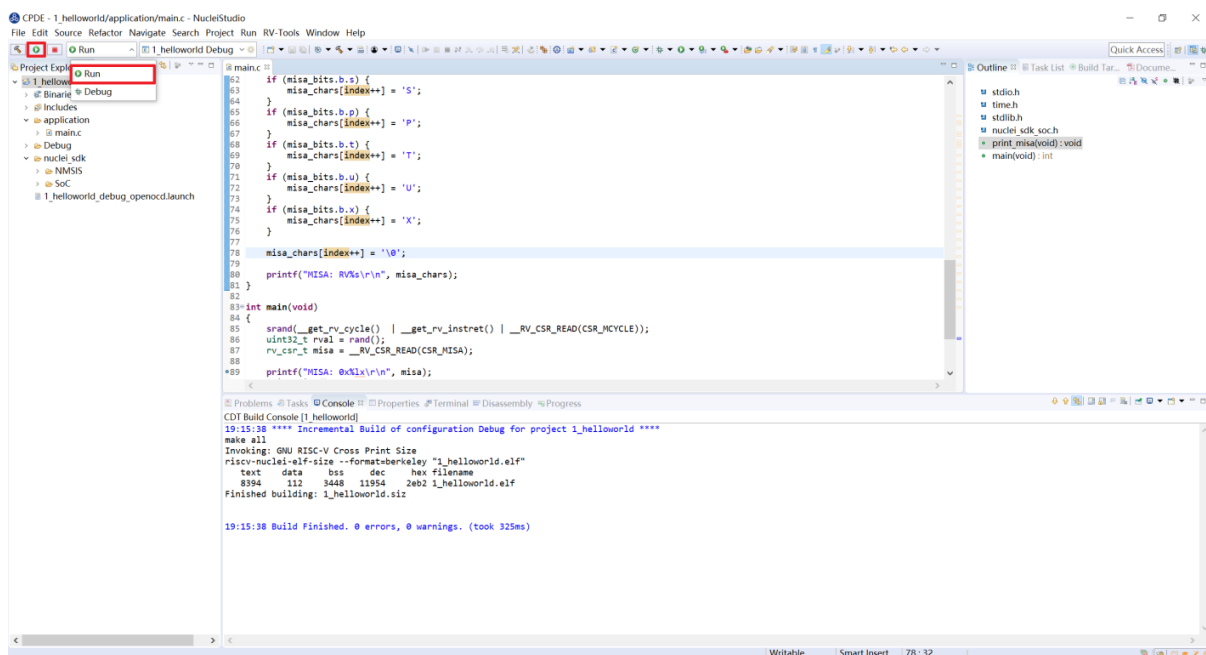 CPDE - 1_helloworld/application/main.c - NucleiStudio
File Edit Source Refactor Navigate Search Project Run RV-Tools Window Help
Run
1_helloworld Debug
Quick Access
Project Explo
Run
Debug
1_hellow
Binarie
Includes
application
main.c
Debug
nuclei_sdk
NMSIS
SoC
1_helloworld_debug_openocd.launch
main.c
62 if (misa_bits.b.s) {
63 misa_chars[index++] = 'S';
64 }
65 if (misa_bits.b.p) {
66 misa_chars[index++] = 'P';
67 }
68 if (misa_bits.b.t) {
69 misa_chars[index++] = 'T';
70 }
71 if (misa_bits.b.u) {
72 misa_chars[index++] = 'U';
73 }
74 if (misa_bits.b.x) {
75 misa_chars[index++] = 'X';
76 }
77
78 misa_chars[index++] = '\0';
79
80 printf("MISA: RV%s\r\n", misa_chars);
81 }
82
83 int main(void)
84 {
85 srand(__get_rv_cycle() | __get_rv_instret() | __RV_CSR_READ(CSR_MCYCLE));
86 uint32_t rval = rand();
87 rv_csr_t misa = __RV_CSR_READ(CSR_MISA);
88
89 printf("MISA: 0x%lx\r\n", misa);
Outline Task List Build Tar... Docume...
stdio.h
time.h
stdlib.h
nuclei_sdk_soc.h
print_misa(void) : void
main(void) : int
Problems Tasks Console Properties Terminal Disassembly Progress
CDT Build Console [1_helloworld]
19:15:38 **** Incremental Build of configuration Debug for project 1_helloworld ****
make all
Invoking: GNU RISC-V Cross Print Size
riscv-nuclei-elf-size --format=berkeley "1_helloworld.elf"
text data bss dec hex filename
8394 112 3448 11954 2eb2 1_helloworld.elf
Finished building: 1_helloworld.siz
19:15:38 Build Finished. 0 errors, 0 warnings. (took 325ms)
Writable Smart Insert 78 : 32